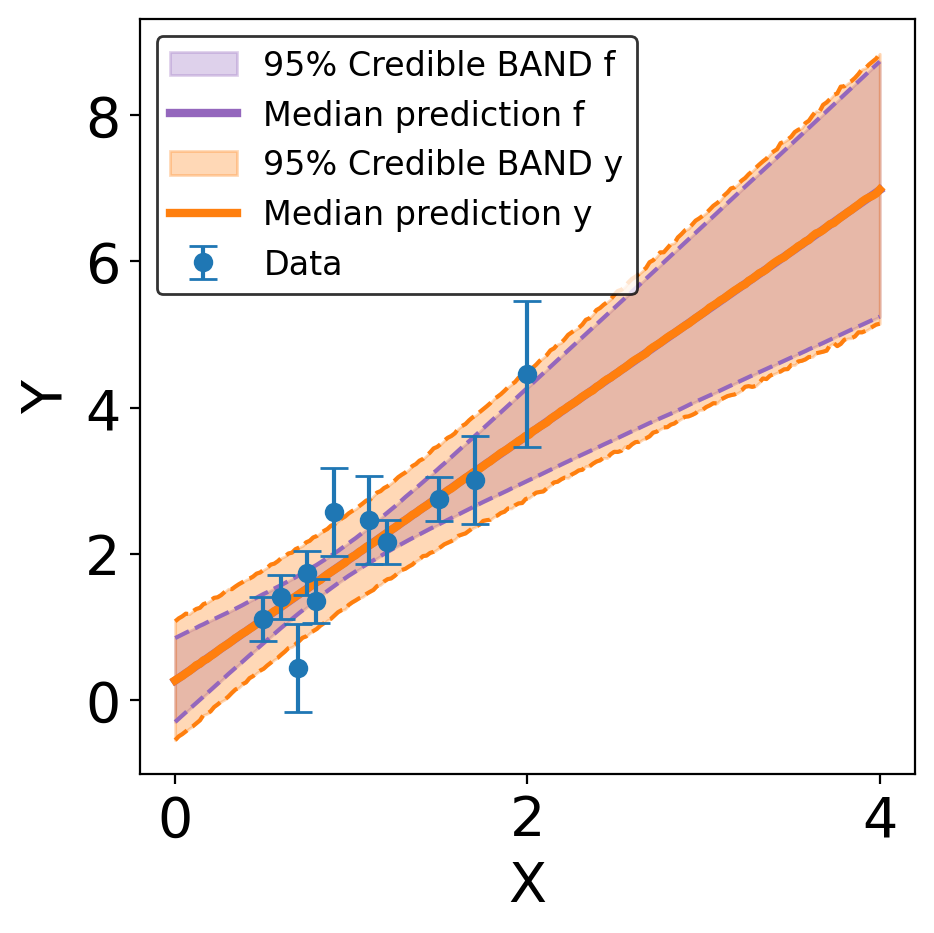 95% Credible BAND f
Median prediction f
95% Credible BAND y
Median prediction y
Data
Y
8
6
4
2
0
0 2 4
X